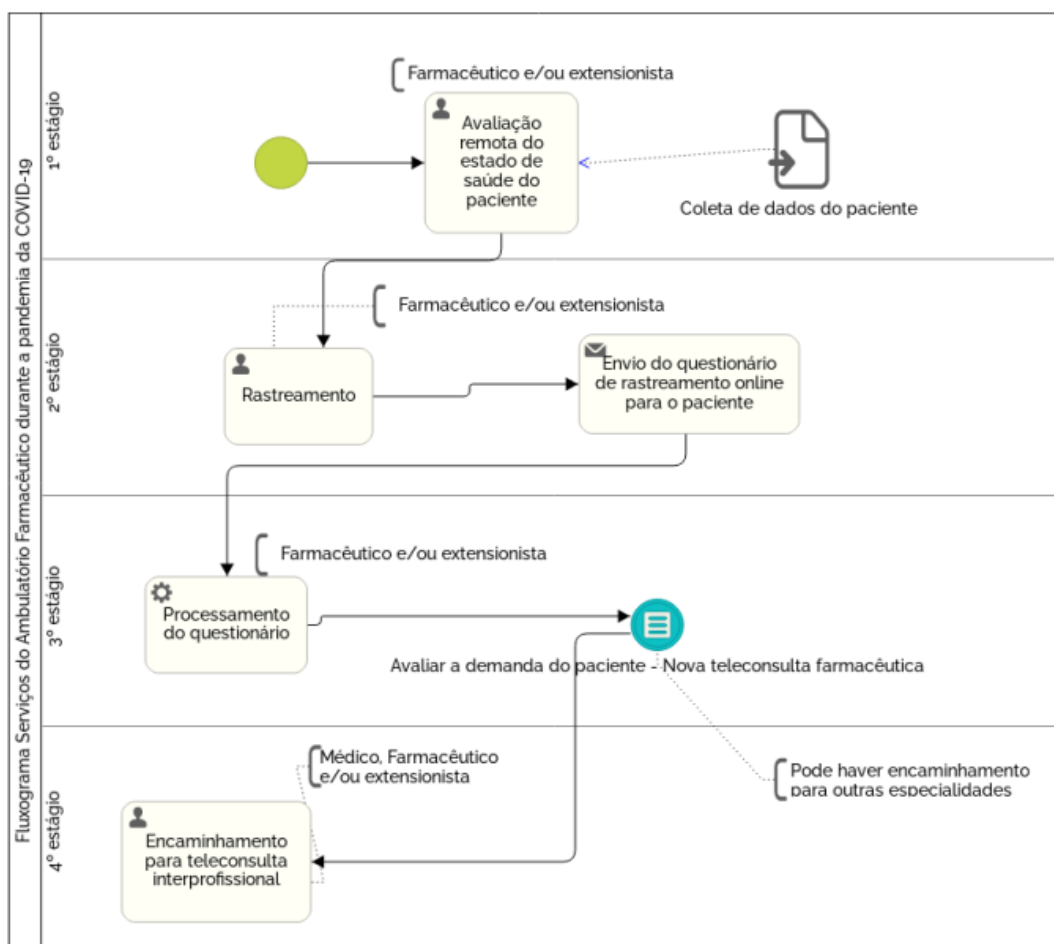 Fluxograma Serviços do Ambulatório Farmacêutico durante a pandemia da COVID-19
1º estágio
Farmacêutico e/ou extensionista
Avaliação
remota do
estado de
saúde do
paciente
Coleta de dados do paciente
2º estágio
Farmacêutico e/ou extensionista
Rastreamento
Envio do questionário
de rastreamento online
para o paciente
3º estágio
Farmacêutico e/ou extensionista
Processamento
do questionário
Avaliar a demanda do paciente - Nova teleconsulta farmacêutica
4º estágio
Médico, Farmacêutico
e/ou extensionista
Pode haver encaminhamento
para outras especialidades
Encaminhamento
para teleconsulta
interprofissional